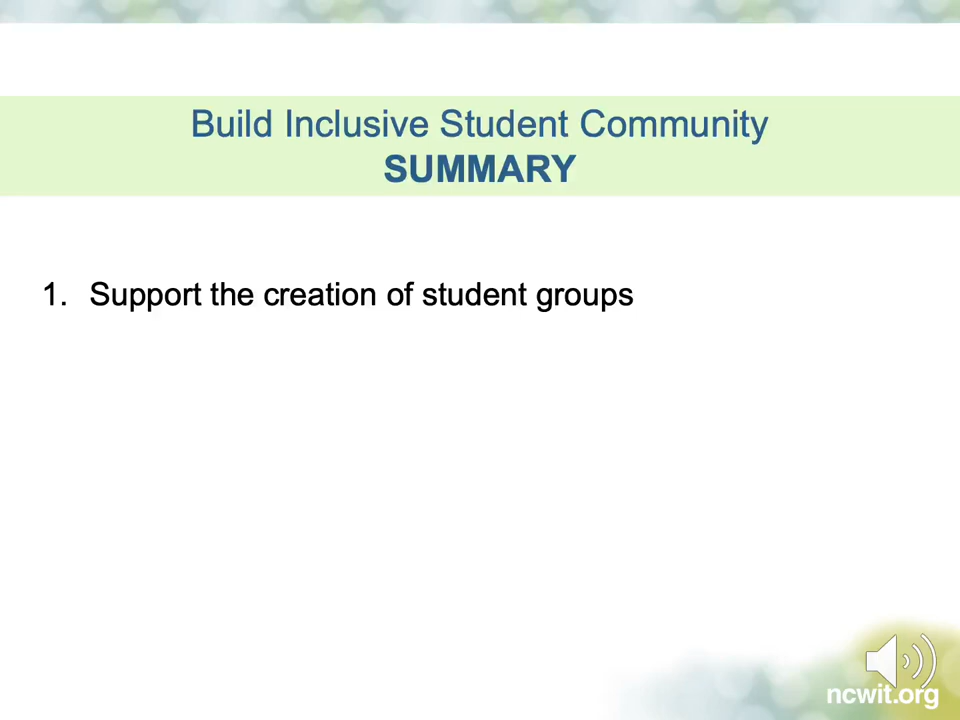 Build Inclusive Student Community
SUMMARY
1. Support the creation of student groups
ncwit.org